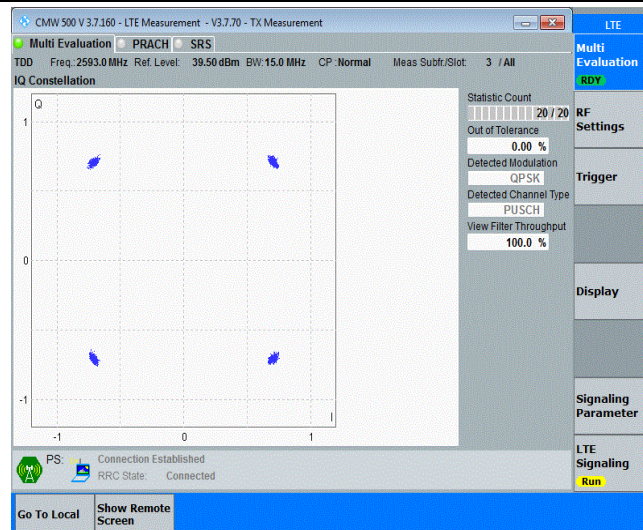 CMW 500 V 3.7.160 - LTE Measurement - V3.7.70 - TX Measurement
LTE
Multi Evaluation PRACH SRS
TDD Freq.: 2593.0 MHz Ref. Level: 39.50 dBm BW: 15.0 MHz CP : Normal Meas Subfr./Slot: 3 / All
IQ Constellation
Q
1
0
-1
-1
0
1
I
Statistic Count
20 / 20
Out of Tolerance
0.00 %
Detected Modulation
QPSK
Detected Channel Type
PUSCH
View Filter Throughput
100.0 %
Multi
Evaluation
RDY
RF
Settings
Trigger
Display
Signaling
Parameter
LTE
Signaling
Run
PS: Connection Established
RRC State: Connected
Go To Local
Show Remote
Screen